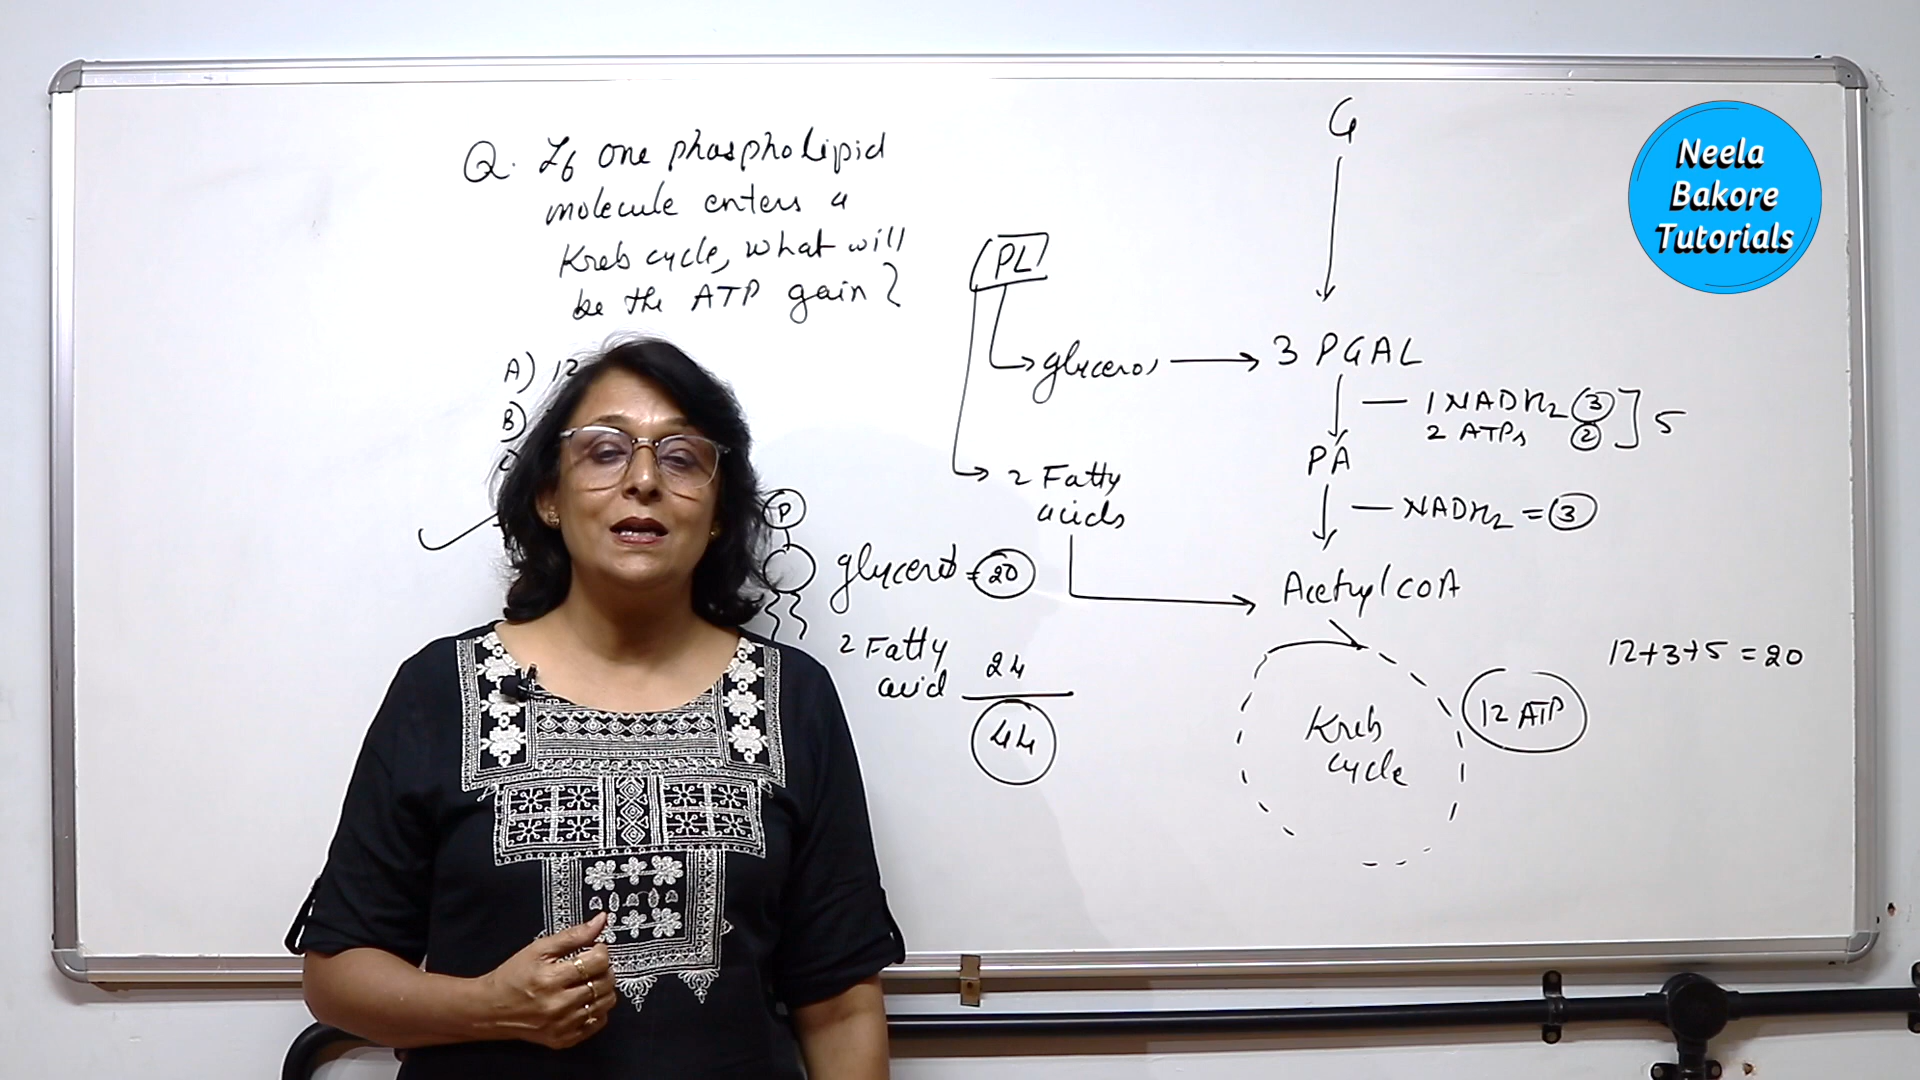 Q. If one phospholipid
molecule enters a
Kreb cycle, what will
be the ATP gain?
A) 12
B)
P
glycerol = 20
2 Fatty
acid
24
44
PL
glycerol
2 Fatty
acids
G
3 PGAL
1 NADH2 3
2 ATPs 2
5
PA
NADH2 = 3
Acetyl COA
Kreb
cycle
12 ATP
12+3+5 = 20
Neela
Bakore
Tutorials